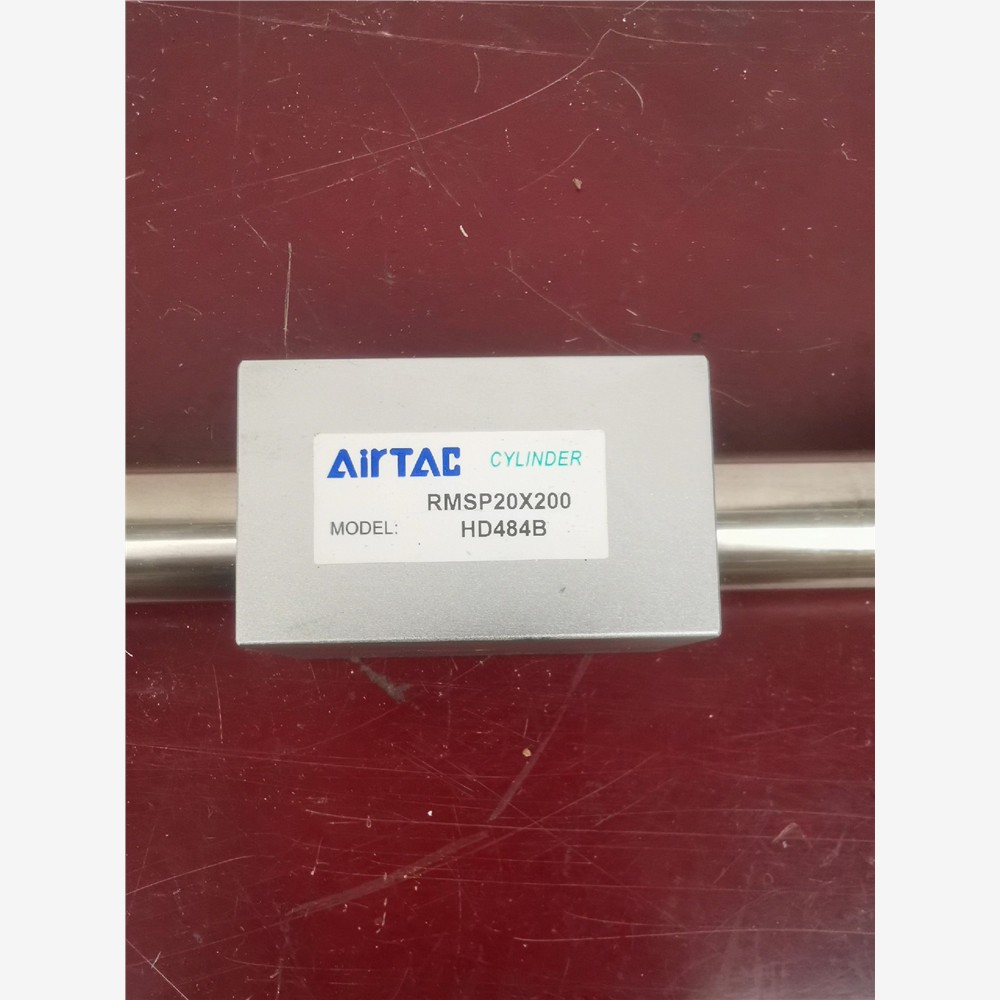 AirTAC CYLINDER
RMSP20X200
MODEL: HD484B